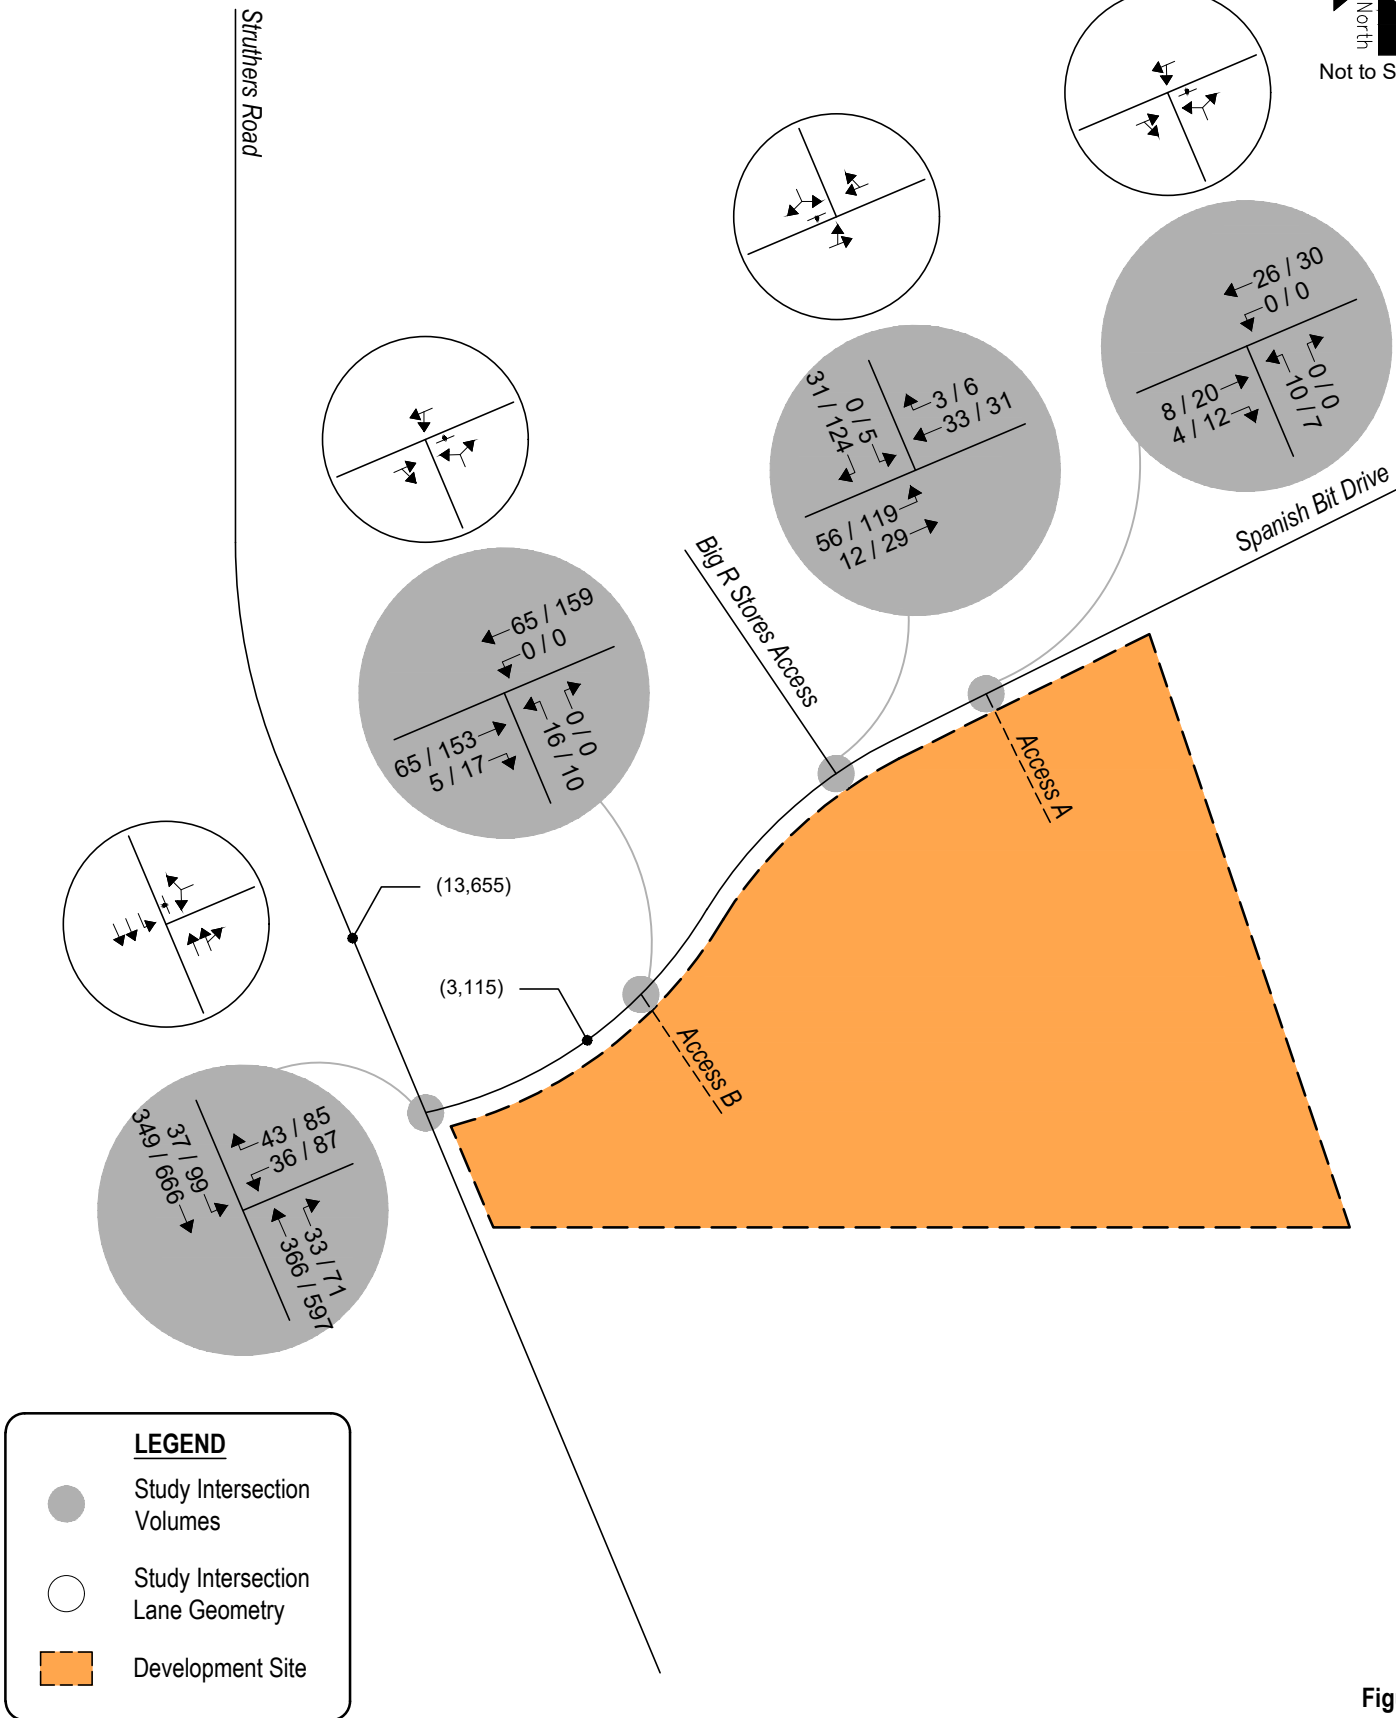 Struthers Road
North
Not to S
26 / 30
0 / 0
0 / 0
10 / 7
8 / 20
4 / 12
31 / 124
0 / 5
3 / 6
33 / 31
56 / 119
12 / 29
Spanish Bit Drive
Big R Stores Access
65 / 159
0 / 0
0 / 0
16 / 10
65 / 153
5 / 17
Access A
(13,655)
(3,115)
Access B
349 / 666
37 / 99
43 / 85
36 / 87
33 / 71
366 / 597
LEGEND
Study Intersection
Volumes
Study Intersection
Lane Geometry
Development Site
Fig